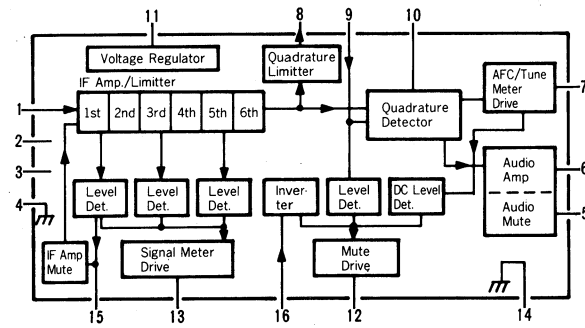 11 8 9 10
Voltage Regulator
Quadrature
Limitter
AFC/Tune
Meter
Drive
IF Amp./Limitter
1 1st 2nd 3rd 4th 5th 6th
Quadrature
Detector
7
2
3
4
Level
Det.
Level
Det.
Level
Det.
Inver-
ter
Level
Det.
DC Level
Det.
Audio
Amp
Audio
Mute
6
5
IF Amp
Mute
Signal Meter
Drive
Mute
Drive
15 13 16 12 14